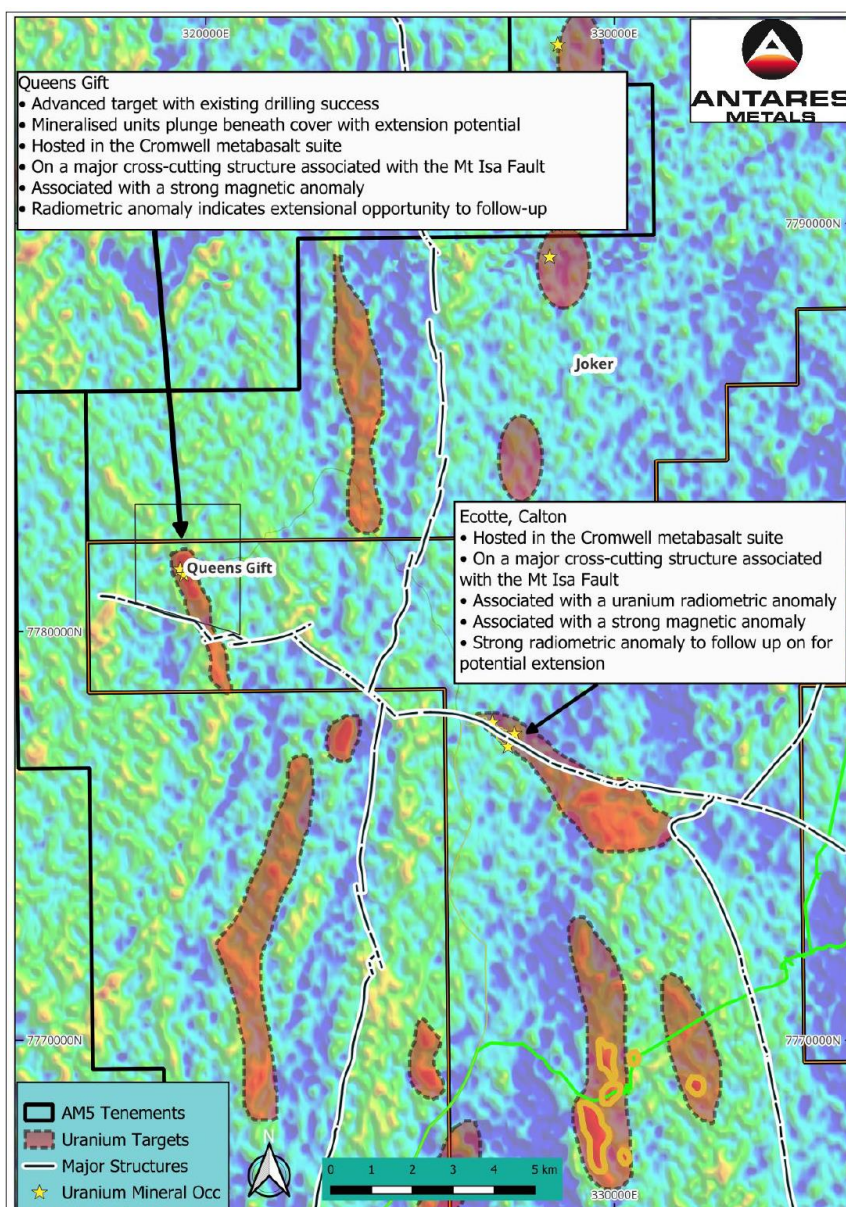 320000E
330000E
ANTARES
METALS
Queens Gift
• Advanced target with existing drilling success
• Mineralised units plunge beneath cover with extension potential
• Hosted in the Cromwell metabasalt suite
• On a major cross-cutting structure associated with the Mt Isa Fault
• Associated with a strong magnetic anomaly
• Radiometric anomaly indicates extensional opportunity to follow-up
7790000N
Joker
Ecotte, Calton
• Hosted in the Cromwell metabasalt suite
• On a major cross-cutting structure associated
with the Mt Isa Fault
• Associated with a uranium radiometric anomaly
• Associated with a strong magnetic anomaly
• Strong radiometric anomaly to follow up on for
potential extension
Queens Gift
7780000N
7770000N
7770000N
AM5 Tenements
Uranium Targets
Major Structures
Uranium Mineral Occ
N
0 1 2 3 4 5 km
330000E